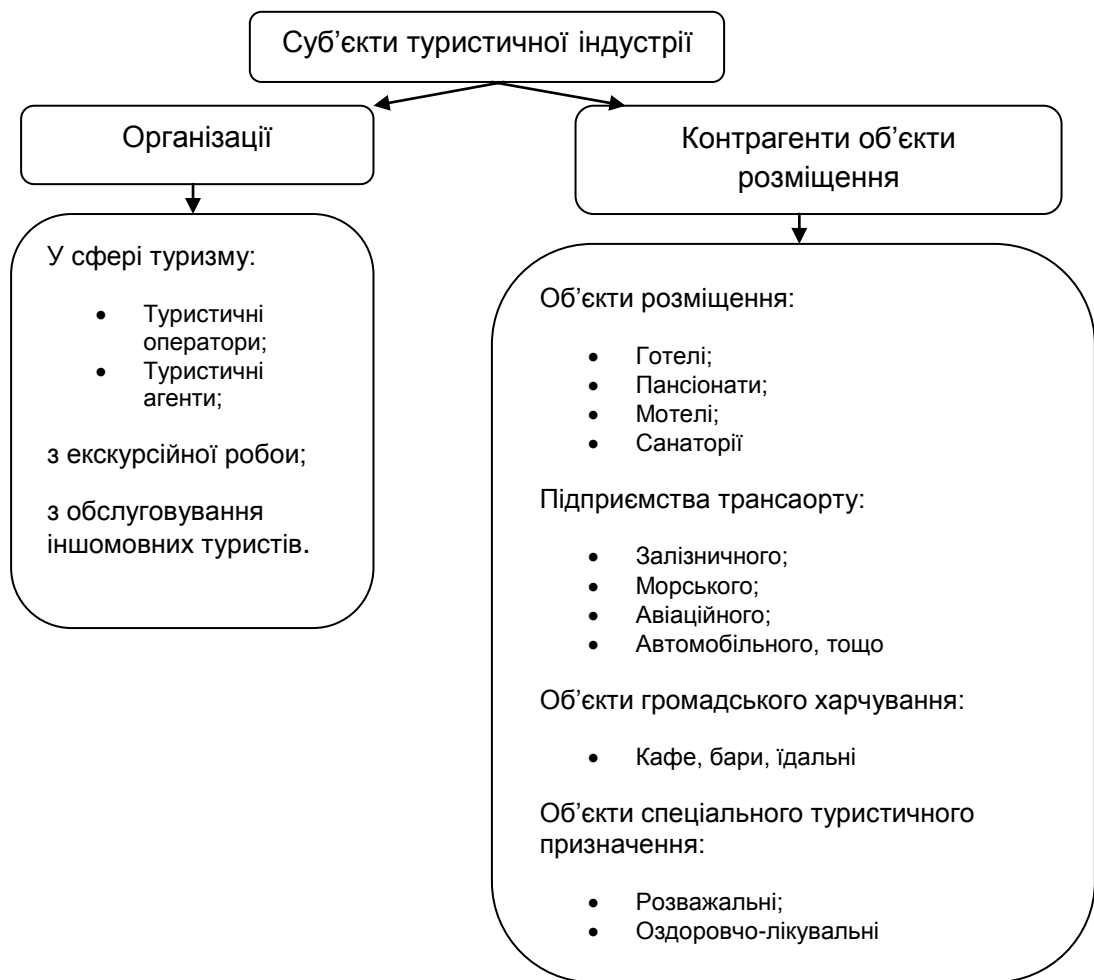 Суб’єкти туристичної індустрії
Організації
У сфері туризму:
• Туристичні
оператори;
• Туристичні
агенти;
з екскурсійної робои;
з обслуговування
іншомовних туристів.
Контрагенти об’єкти
розміщення
Об’єкти розміщення:
• Готелі;
• Пансіонати;
• Мотелі;
• Санаторії
Підприємства трансаорту:
• Залізничного;
• Морського;
• Авіаційного;
• Автомобільного, тощо
Об’єкти громадського харчування:
• Кафе, бари, їдальні
Об’єкти спеціального туристичного
призначення:
• Розважальні;
• Оздоровчо-лікувальні